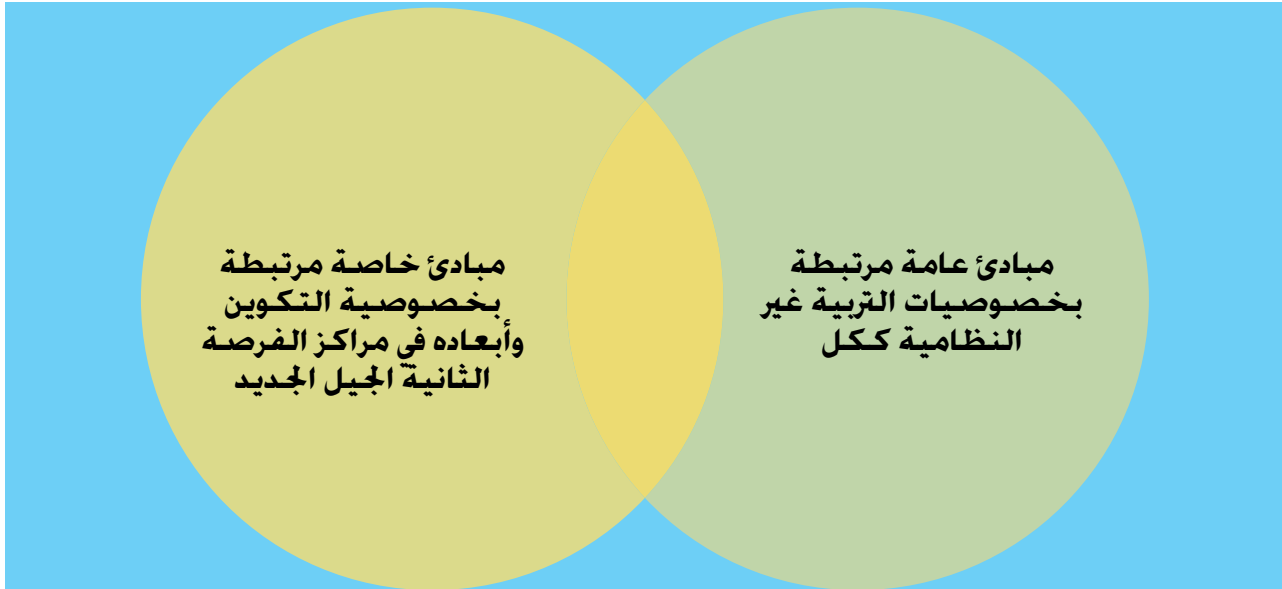 مبادئ عامة مرتبطة
بخصوصيات التربية غير
النظامية ككل
مبادئ خاصة مرتبطة
بخصوصية التكوين
وأبعاده في مراكز الفرصة
الثانية الجيل الجديد